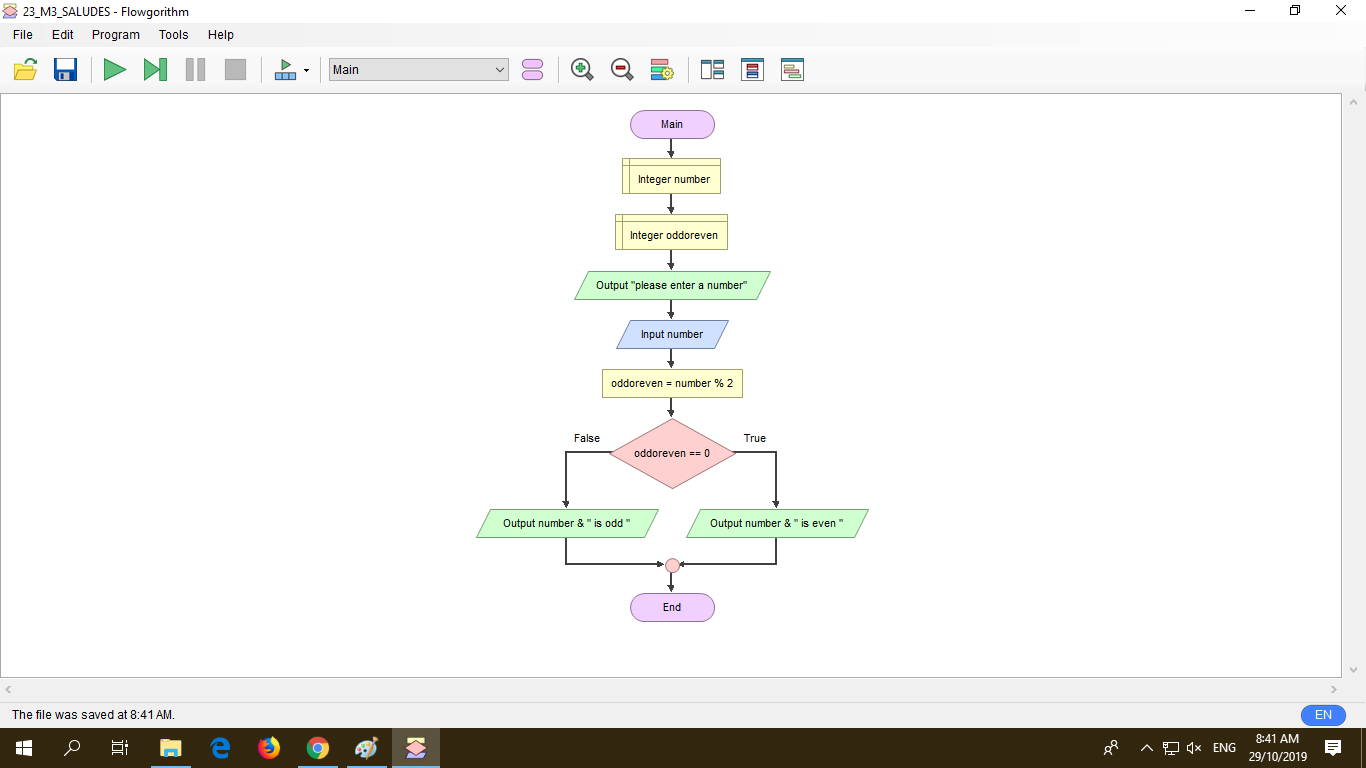 23_M3_SALUDES - Flowgorithm
File Edit Program Tools Help
Main
Main
Integer number
Integer oddoreven
Output "please enter a number"
Input number
oddoreven = number % 2
False
True
oddoreven == 0
Output number & " is odd "
Output number & " is even "
End
The file was saved at 8:41 AM.
EN
ENG
8:41 AM
29/10/2019